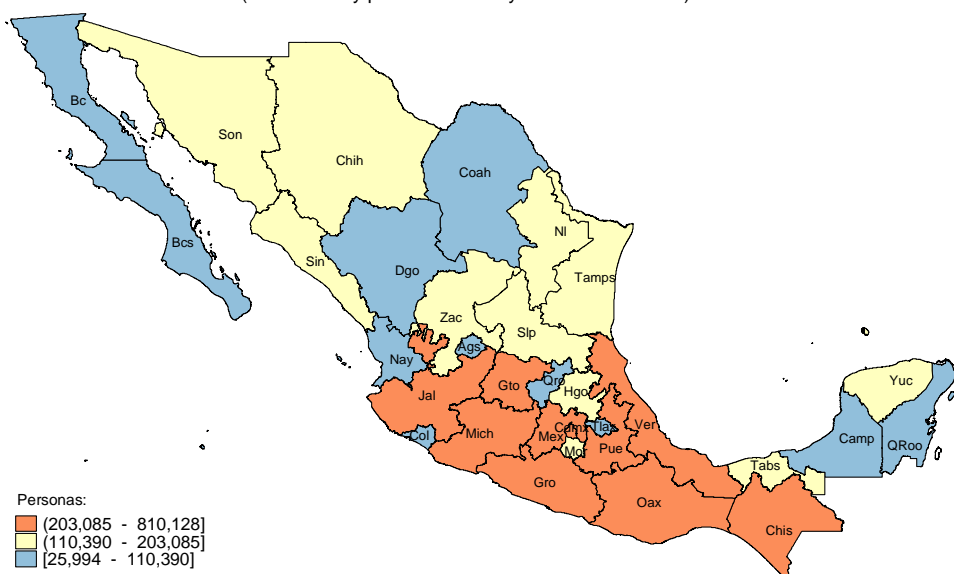 Bc
Son
Chih
Coah
Bcs
Nl
Sin
Dgo
Tamps
Zac
Slp
Nay
Ags
Yuc
Jal
Gto
Qro
Hgo
Col
Mich
Mex
Cdmx
Tlax
Ver
Camp
QRoo
Mor
Pue
Tabs
Gro
Oax
Chis
Personas:
(203,085 - 810,128]
(110,390 - 203,085]
[25,994 - 110,390]